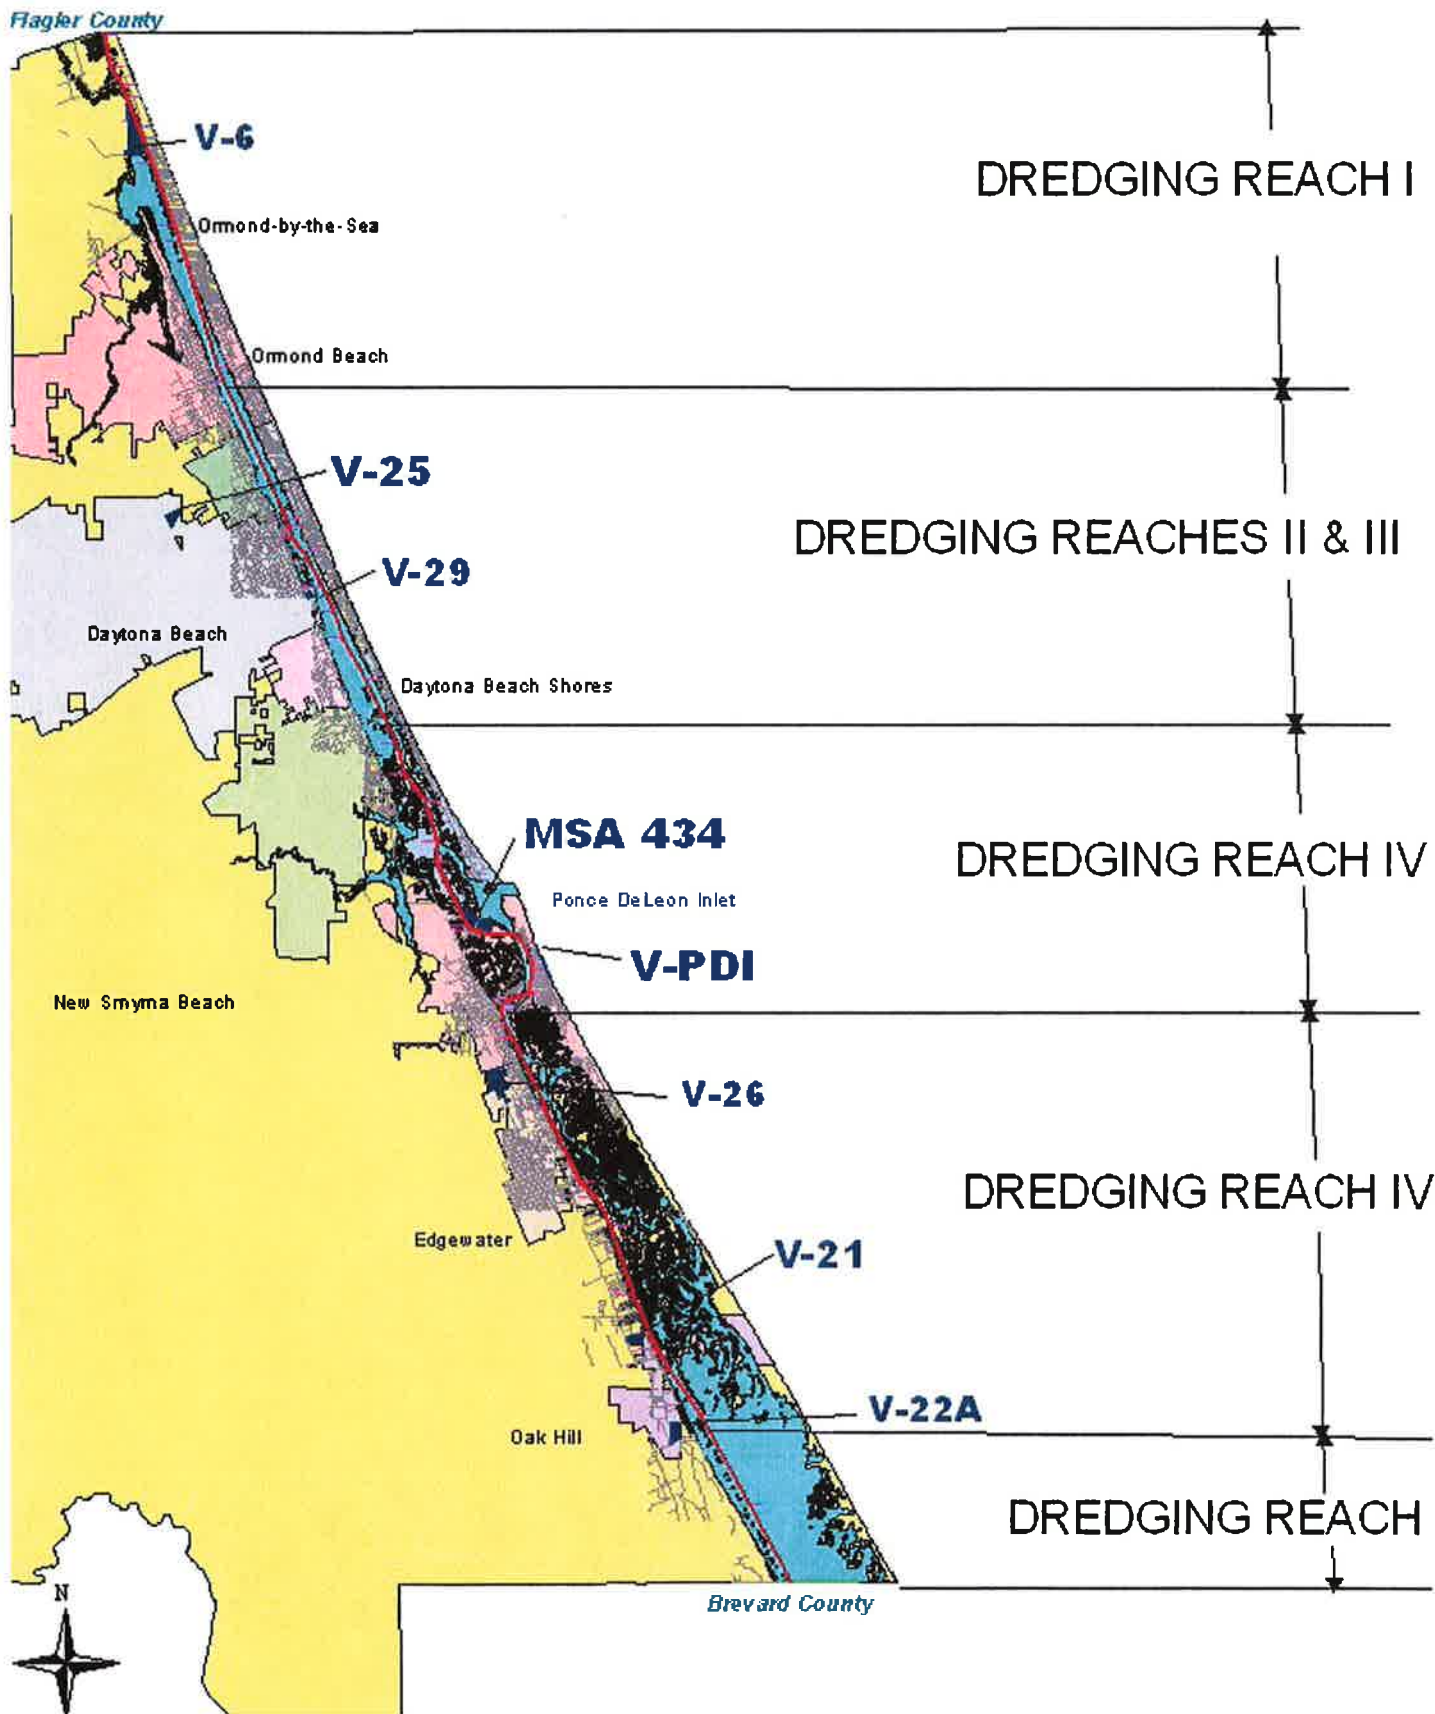 Flagler County
V-6
DREDGING REACH I
Ormond-by-the-Sea
Ormond Beach
V-25
DREDGING REACHES II & III
V-29
Daytona Beach
Daytona Beach Shores
MSA 434
DREDGING REACH IV
Ponce DeLeon Inlet
V-PDI
New Smyrna Beach
V-26
DREDGING REACH IV
Edgewater
V-21
V-22A
Oak Hill
DREDGING REACH
N
Brevard County